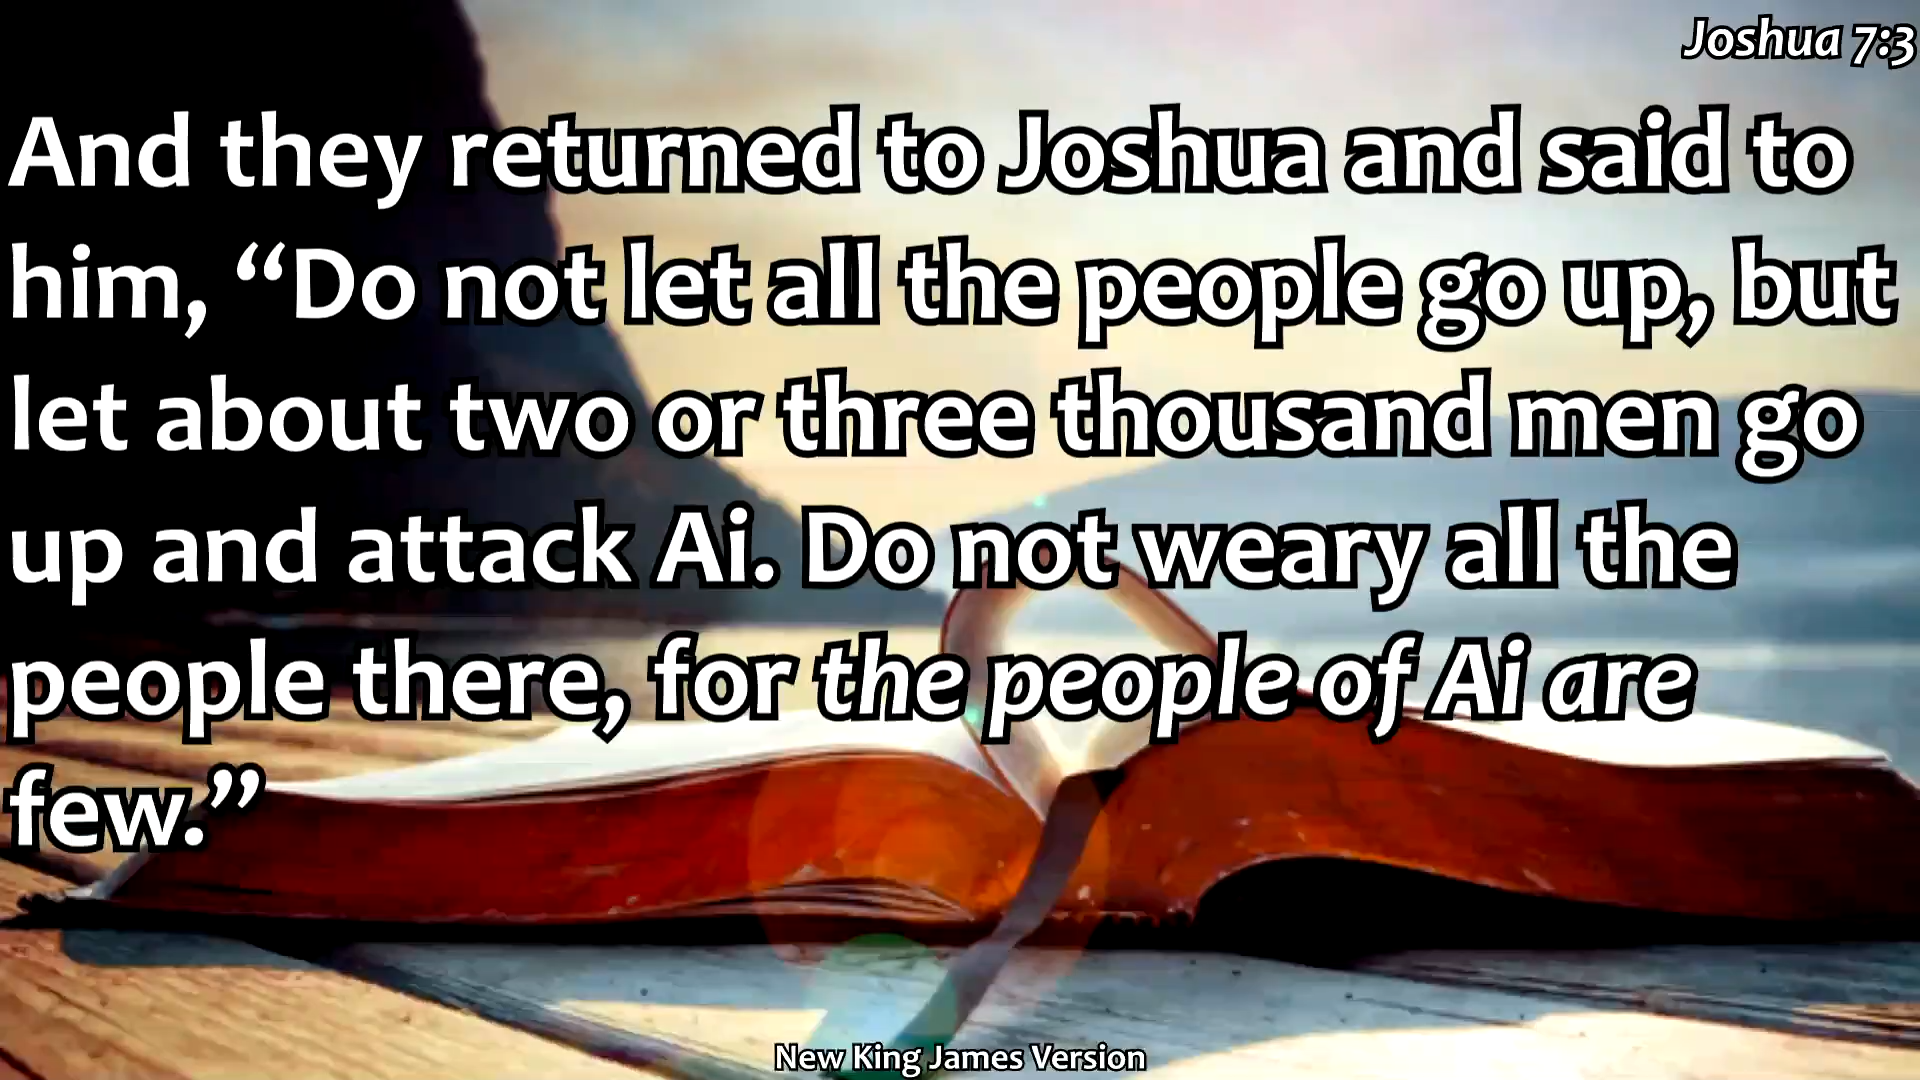 Joshua 7:3
And they returned to Joshua and said to
him, “Do not let all the people go up, but
let about two or three thousand men go
up and attack Ai. Do not weary all the
people there, for the people of Ai are
few.”
New King James Version